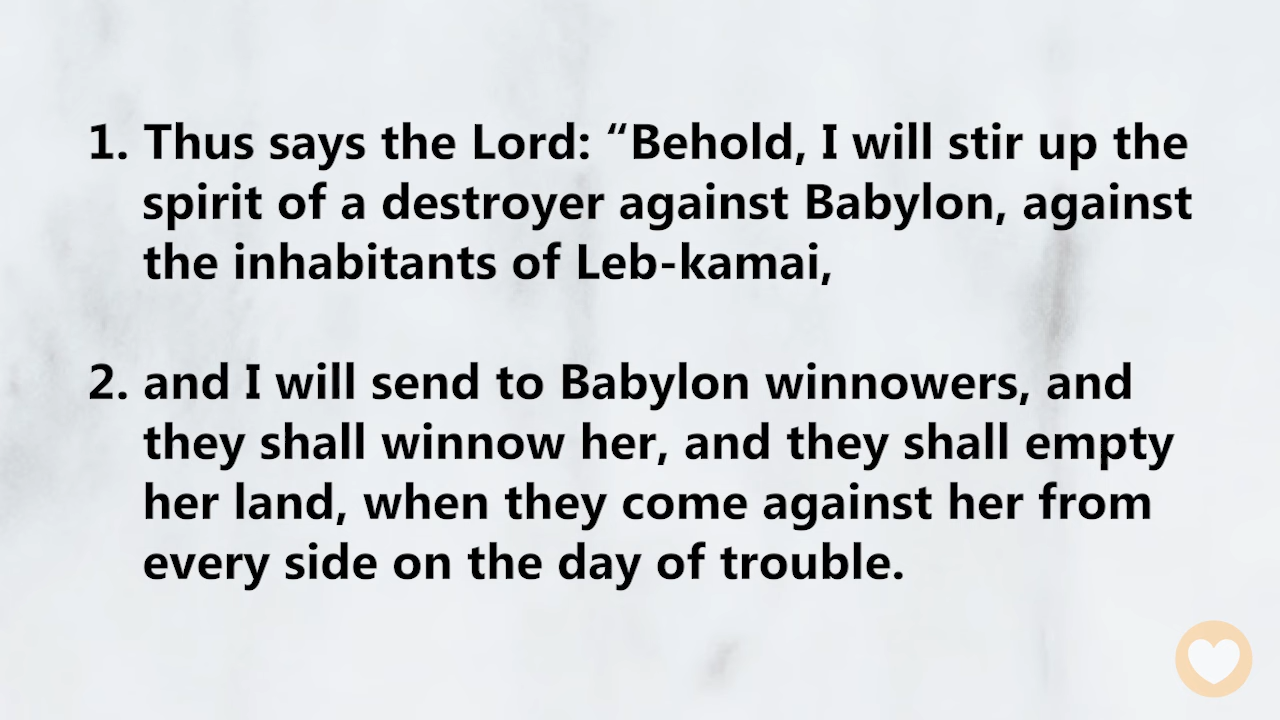 1. Thus says the Lord: “Behold, I will stir up the
spirit of a destroyer against Babylon, against
the inhabitants of Leb-kamai,
2. and I will send to Babylon winnowers, and
they shall winnow her, and they shall empty
her land, when they come against her from
every side on the day of trouble.